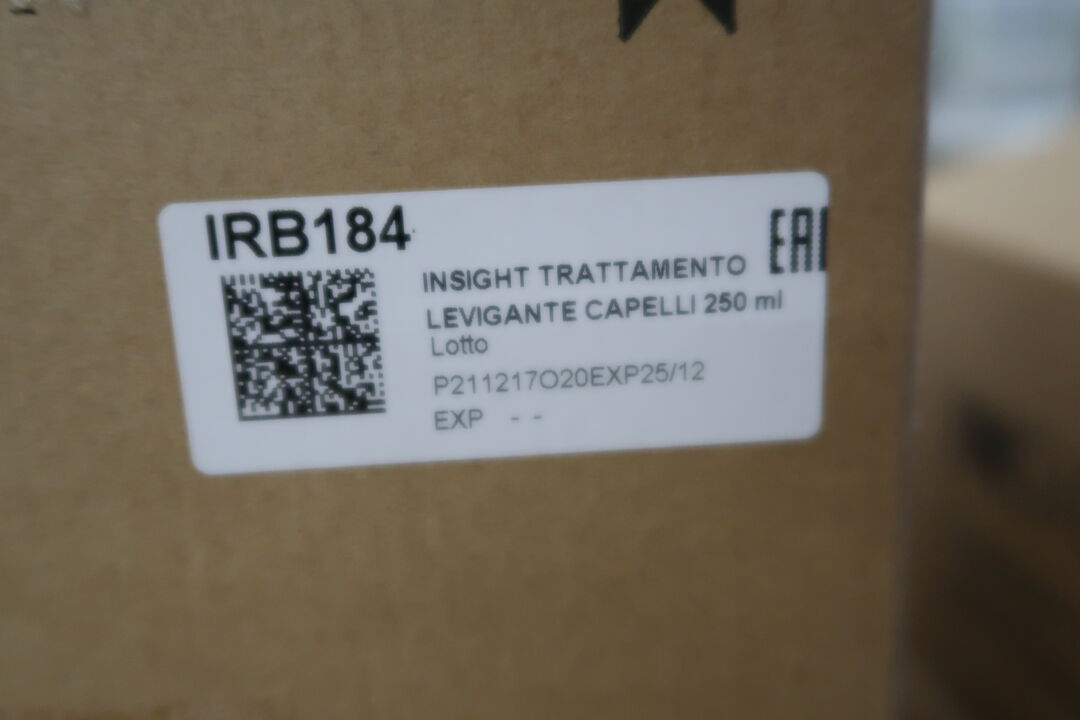 IRB184
EAC
INSIGHT TRATTAMENTO
LEVIGANTE CAPELLI 250 ml
Lotto
P211217O20EXP25/12
EXP - -